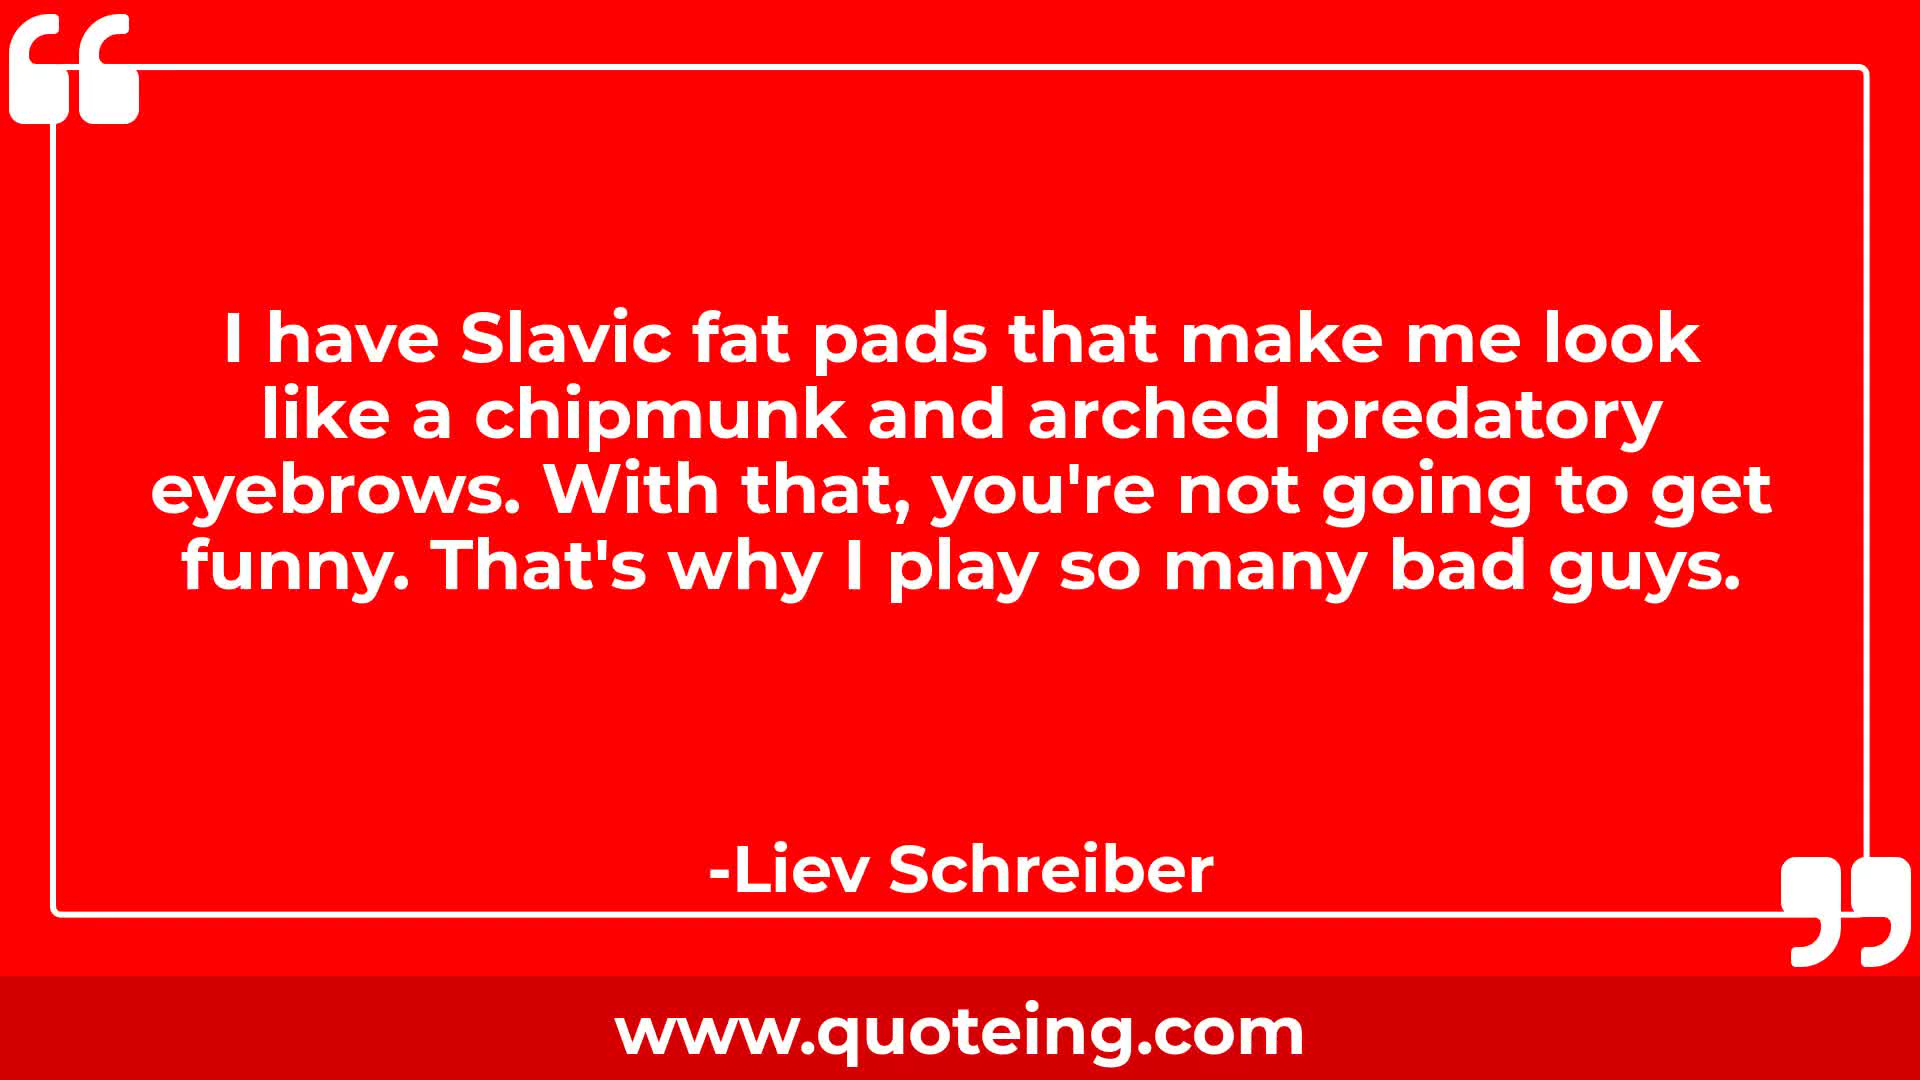 I have Slavic fat pads that make me look
like a chipmunk and arched predatory
eyebrows. With that, you're not going to get
funny. That's why I play so many bad guys.
-Liev Schreiber
www.quoteing.com